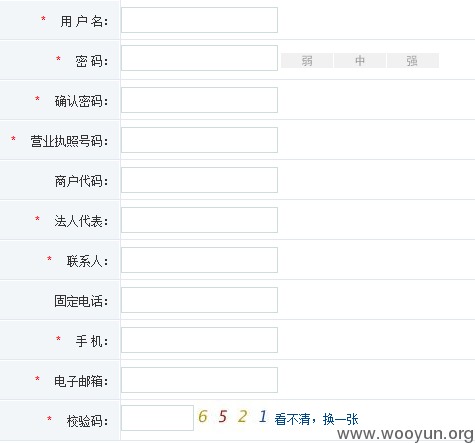 * 用 户 名：
* 密 码： 弱 中 强
* 确认密码：
* 营业执照号码：
商户代码：
* 法人代表：
* 联系人：
固定电话：
* 手 机：
* 电子邮箱：
* 校验码： 6 5 2 1 看不清，换一张
www.wooyun.org